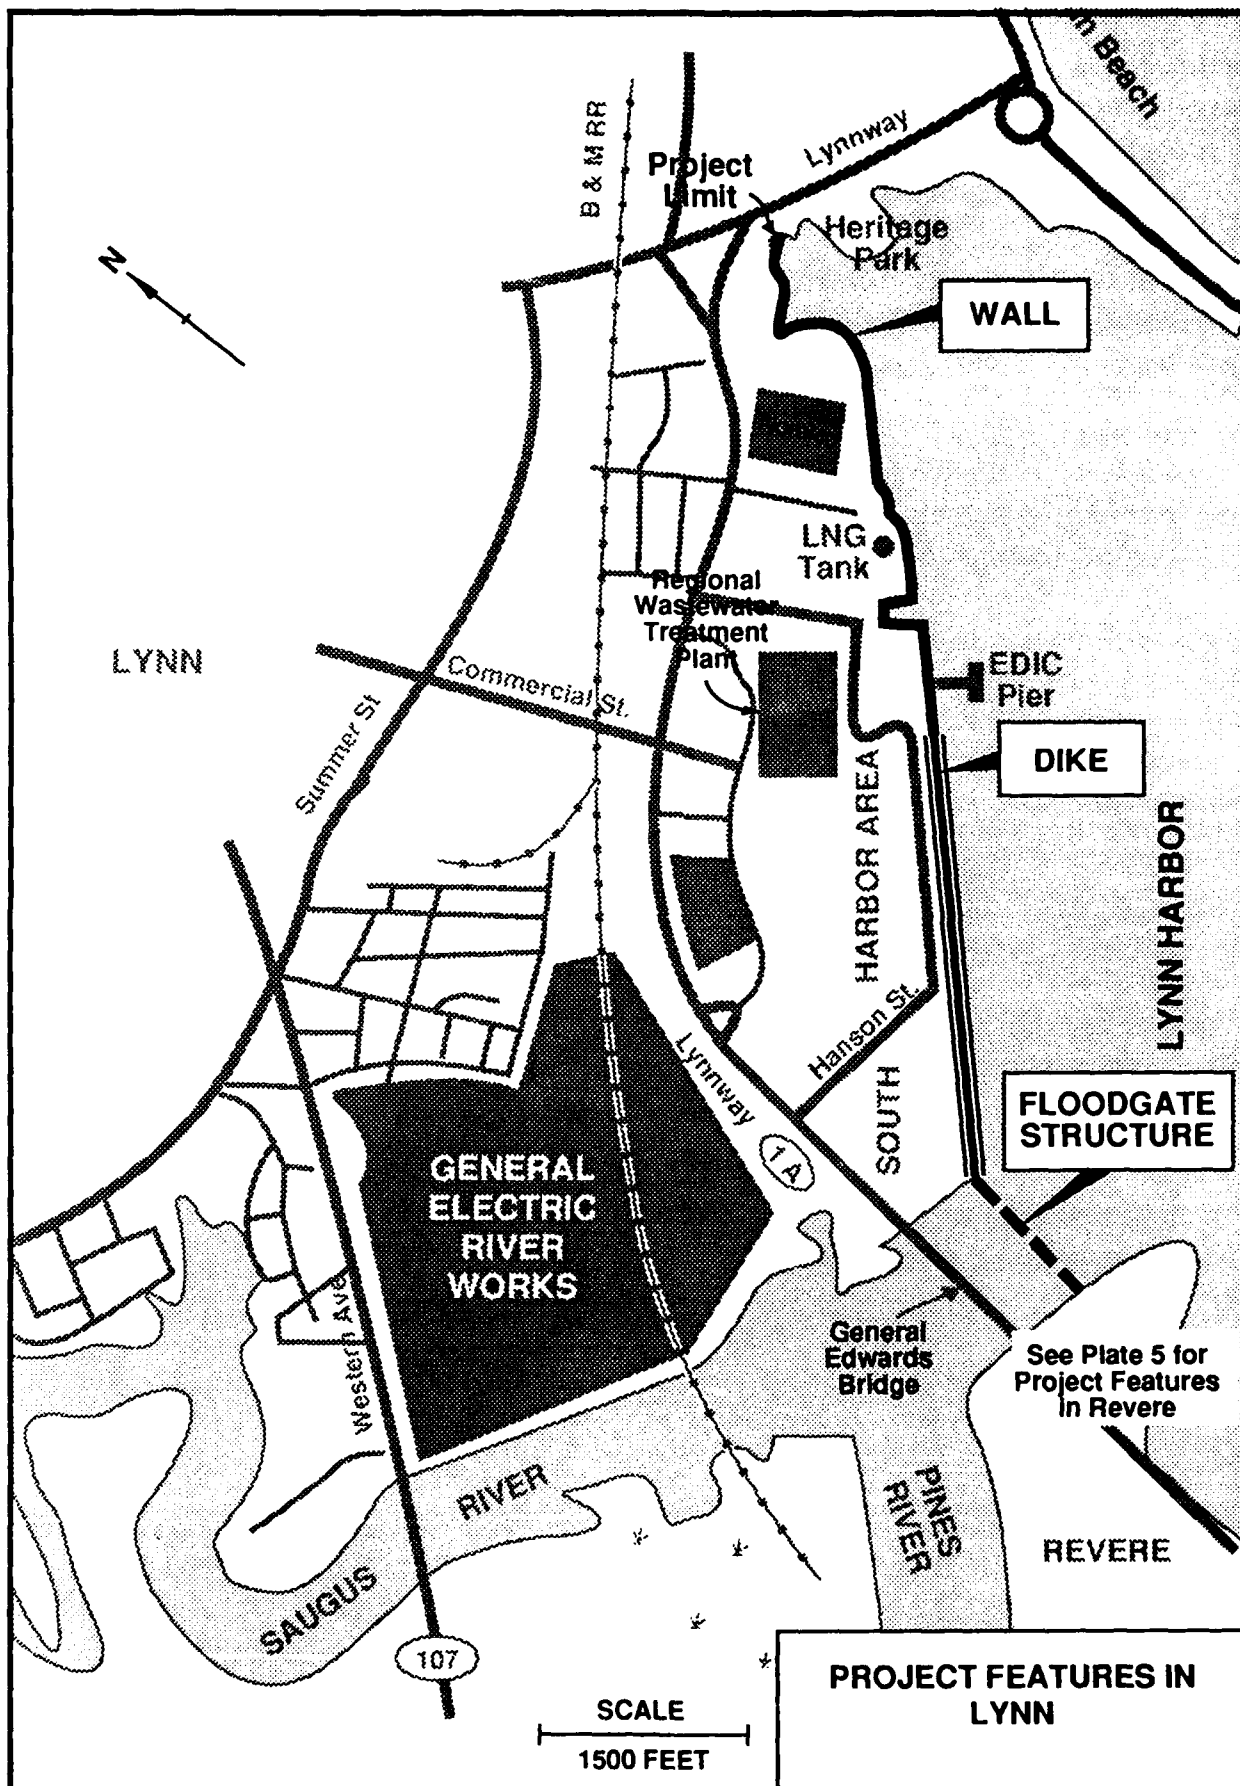 Beach
B & M RR
Lynnway
Project
Limit
Heritage
Park
N
WALL
LNG
Tank
Regional
Wastewater
Treatment
Plant
LYNN
Commercial St.
EDIC
Pier
Summer St
DIKE
HARBOR AREA
LYNN HARBOR
Hanson St.
Lynnway
SOUTH
1 A
FLOODGATE
STRUCTURE
GENERAL
ELECTRIC
RIVER
WORKS
Western Ave
General
Edwards
Bridge
See Plate 5 for
Project Features
in Revere
RIVER
PINES
RIVER
REVERE
SAUGUS
107
PROJECT FEATURES IN
LYNN
SCALE
1500 FEET